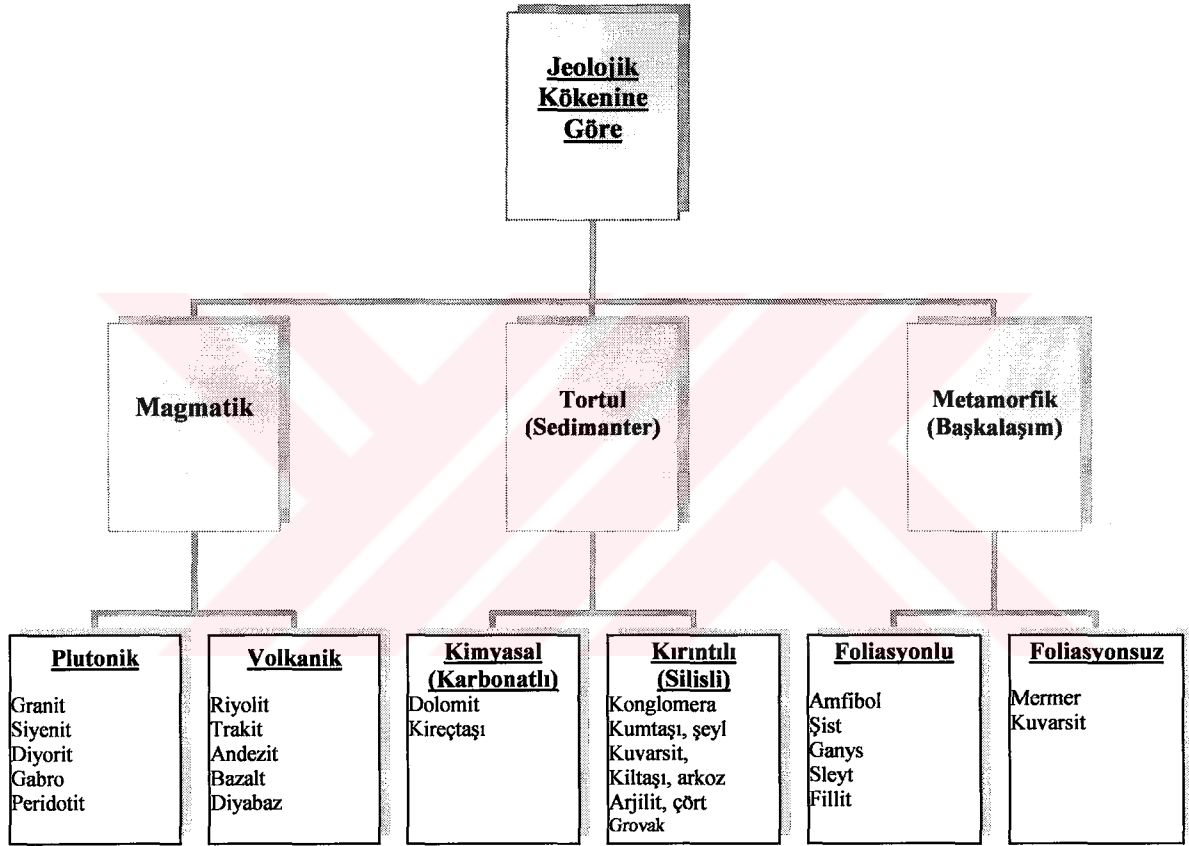 Jeolojik
Kökenine
Göre
Magmatik
Tortul
(Sedimanter)
Metamorfik
(Başkalaşım)
Plutonik
Granit
Siyenit
Diyorit
Gabro
Peridotit
Volkanik
Riyolit
Trakit
Andezit
Bazalt
Diyabaz
Kimyasal
(Karbonatlı)
Dolomit
Kireçtaşı
Kırıntılı
(Silisli)
Konglomera
Kumtaşı, şeyl
Kuvarsit,
Kiltaşı, arkoz
Arjilit, çört
Grovak
Foliasyonlu
Amfibol
Şist
Ganys
Sleyt
Fillit
Foliasyonsuz
Mermer
Kuvarsit